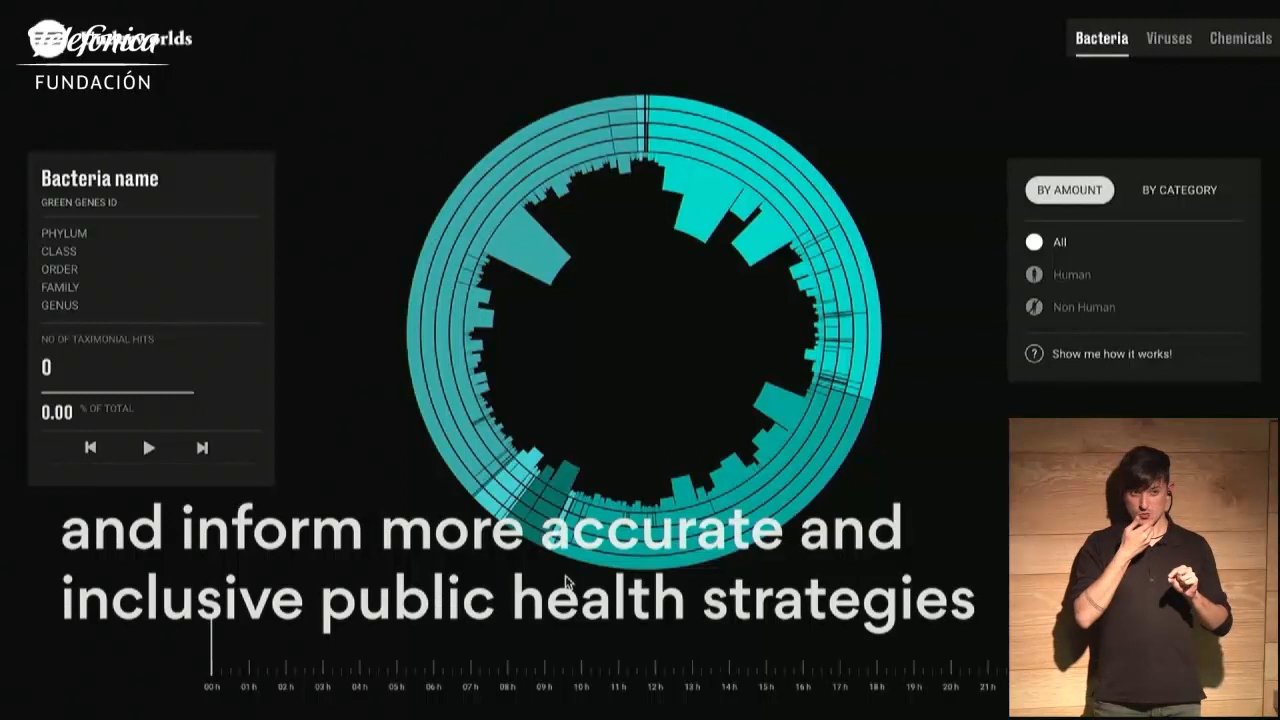 Telefónica
FUNDACIÓN
Bacteria Viruses Chemicals
Bacteria name
GREEN GENES ID
PHYLUM
CLASS
ORDER
FAMILY
GENUS
NO OF TAXIMONIAL HITS
0
0.00 % OF TOTAL
BY AMOUNT BY CATEGORY
All
Human
Non Human
? Show me how it works!
and inform more accurate and
inclusive public health strategies
00 h 01 h 02 h 03 h 04 h 05 h 06 h 07 h 08 h 09 h 10 h 11 h 12 h 13 h 14 h 15 h 16 h 17 h 18 h 19 h 20 h 21 h